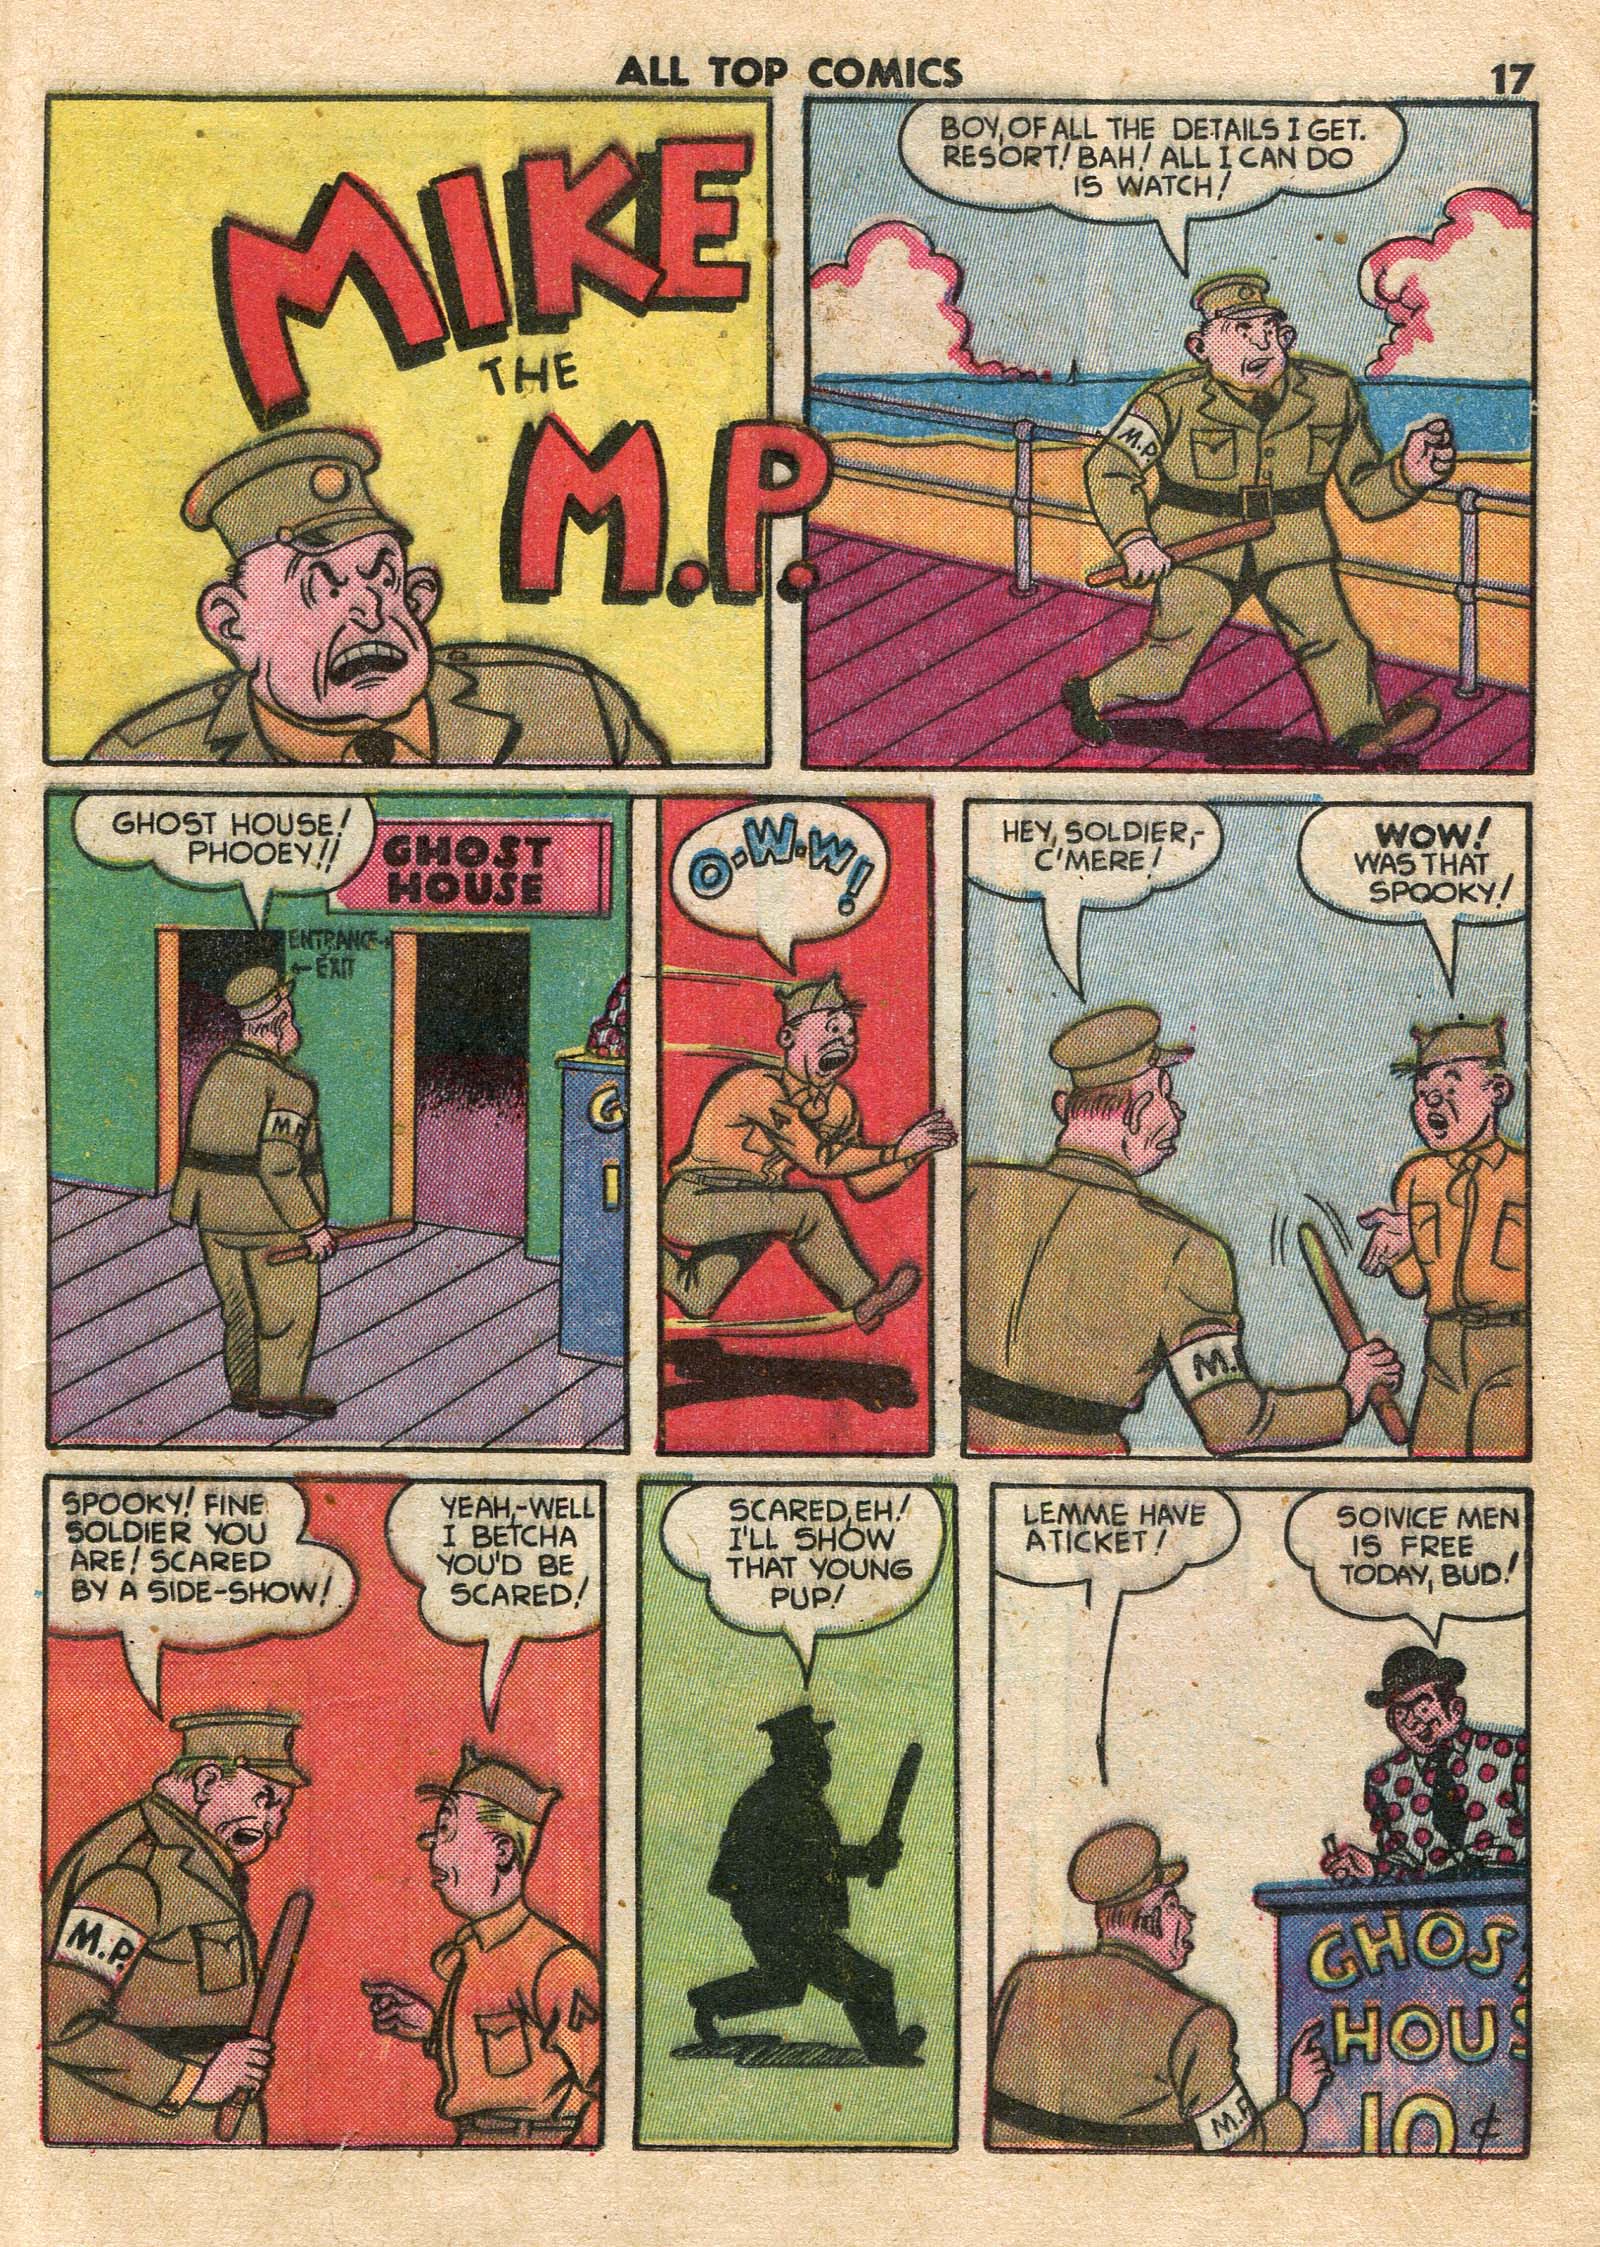 ALL TOP COMICS
17
MIKE
THE
M.P.
BOY, OF ALL THE DETAILS I GET.
RESORT! BAH! ALL I CAN DO
IS WATCH!
M.P.
GHOST HOUSE!
PHOOEY!!
GHOST
HOUSE
ENTRANCE→
←EXIT
M.P.
G
1
O-W-W!
HEY, SOLDIER,-
C'MERE!
WOW!
WAS THAT
SPOOKY!
M.P.
SPOOKY! FINE
SOLDIER YOU
ARE! SCARED
BY A SIDE-SHOW!
YEAH,-WELL
I BETCHA
YOU'D BE
SCARED!
M.P.
SCARED, EH!
I'LL SHOW
THAT YOUNG
PUP!
LEMME HAVE
A TICKET!
SOIVICE MEN
IS FREE
TODAY, BUD!
GHOST
HOUS
10¢
M.P.